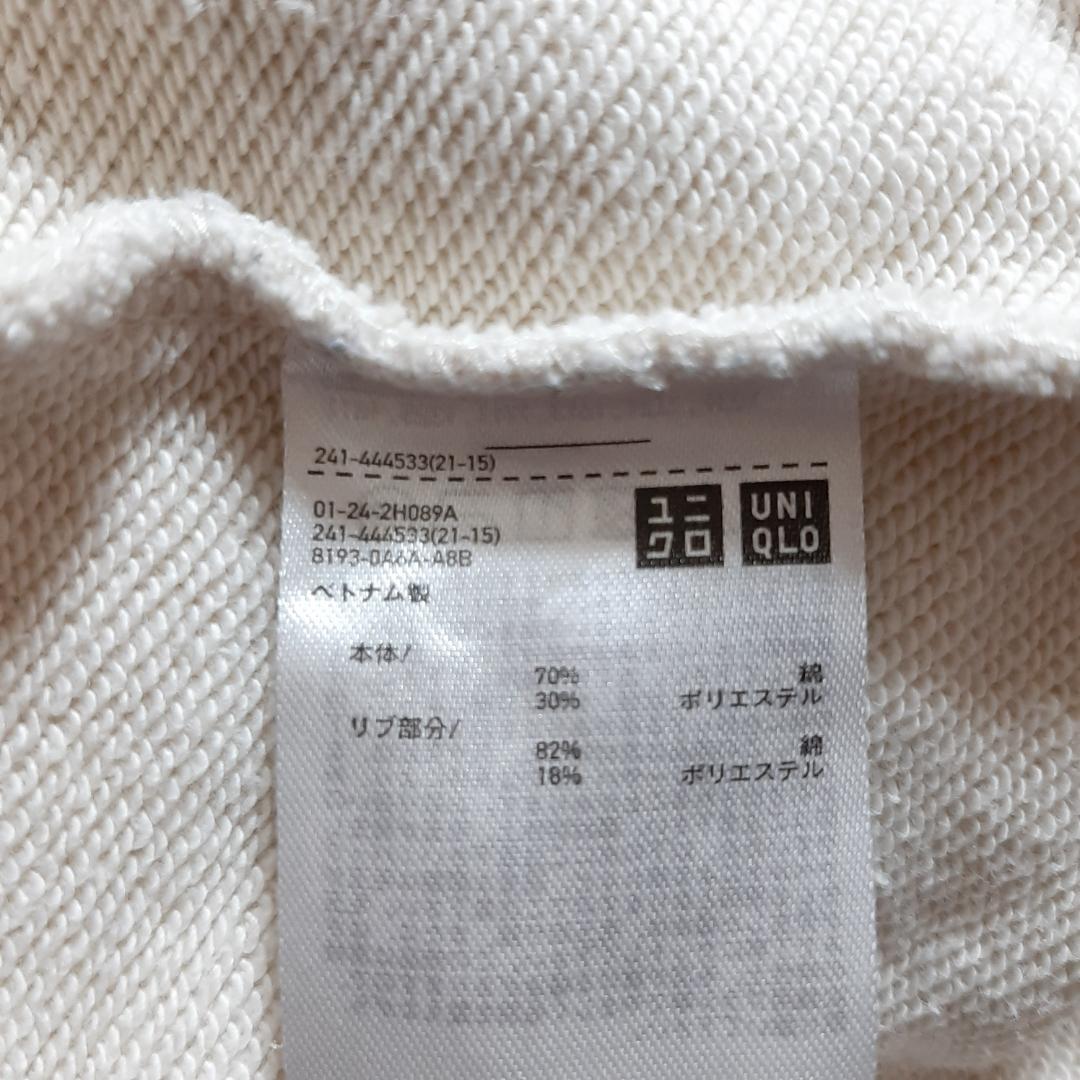 241-444533(21-15)
01-24-2H089A
241-444533(21-15)
8193-0A6A-A8B
ユニ
クロ
UNI
QLO
ベトナム製
本体/
70% 綿
30% ポリエステル
リブ部分/
82% 綿
18% ポリエステル